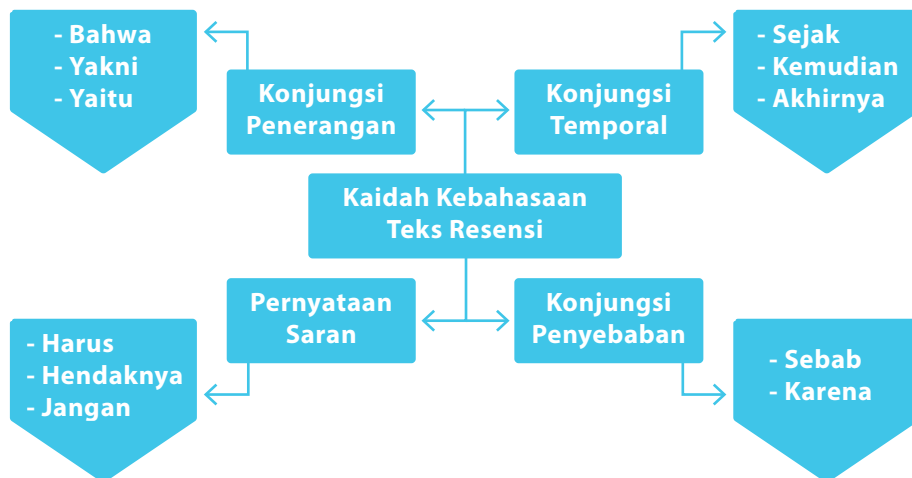 - Bahwa
- Yakni
- Yaitu
Konjungsi
Penerangan
Konjungsi
Temporal
- Sejak
- Kemudian
- Akhirnya
Kaidah Kebahasaan
Teks Resensi
- Harus
- Hendaknya
- Jangan
Pernyataan
Saran
Konjungsi
Penyebaban
- Sebab
- Karena